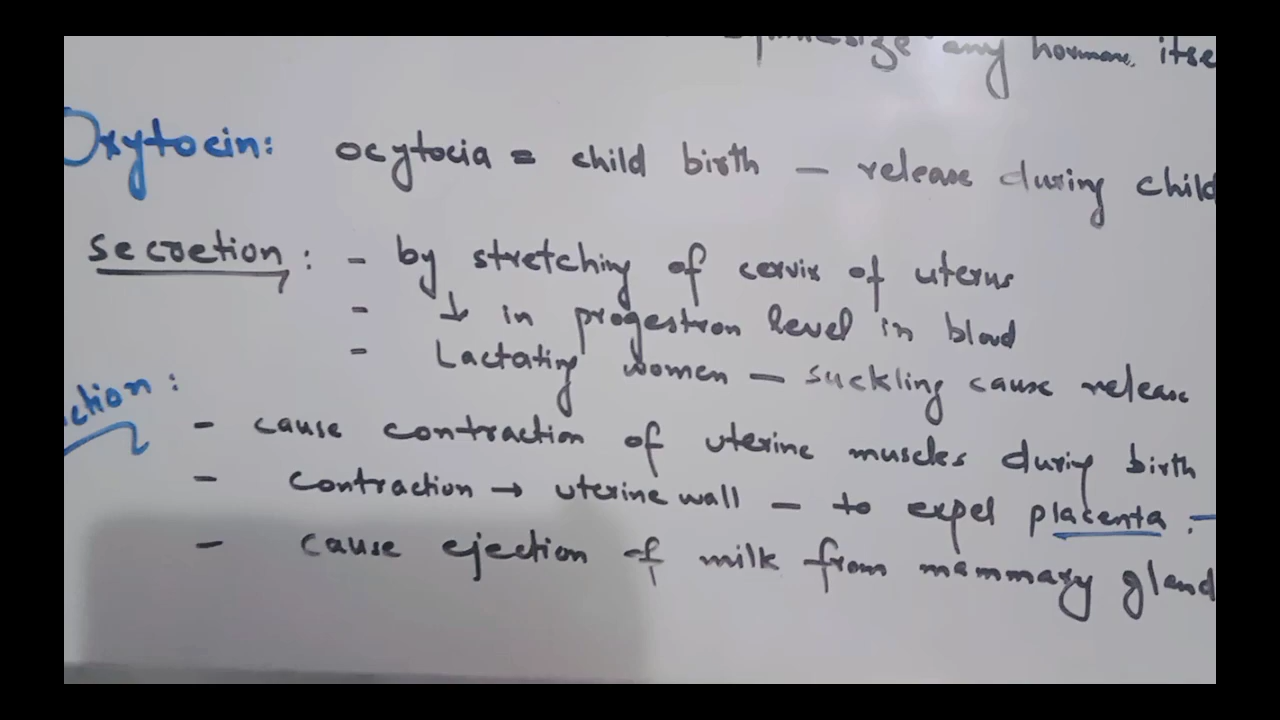 any hormone. itse
Oxytocin: ocytocia = child birth - release during child
secretion: - by stretching of cervix of uterus
- ↓ in progestron level in blood
- Lactating women - suckling cause release
ction:
- cause contraction of uterine muscles during birth
- contraction → uterine wall - to expel placenta. -
- cause ejection of milk from mammary gland